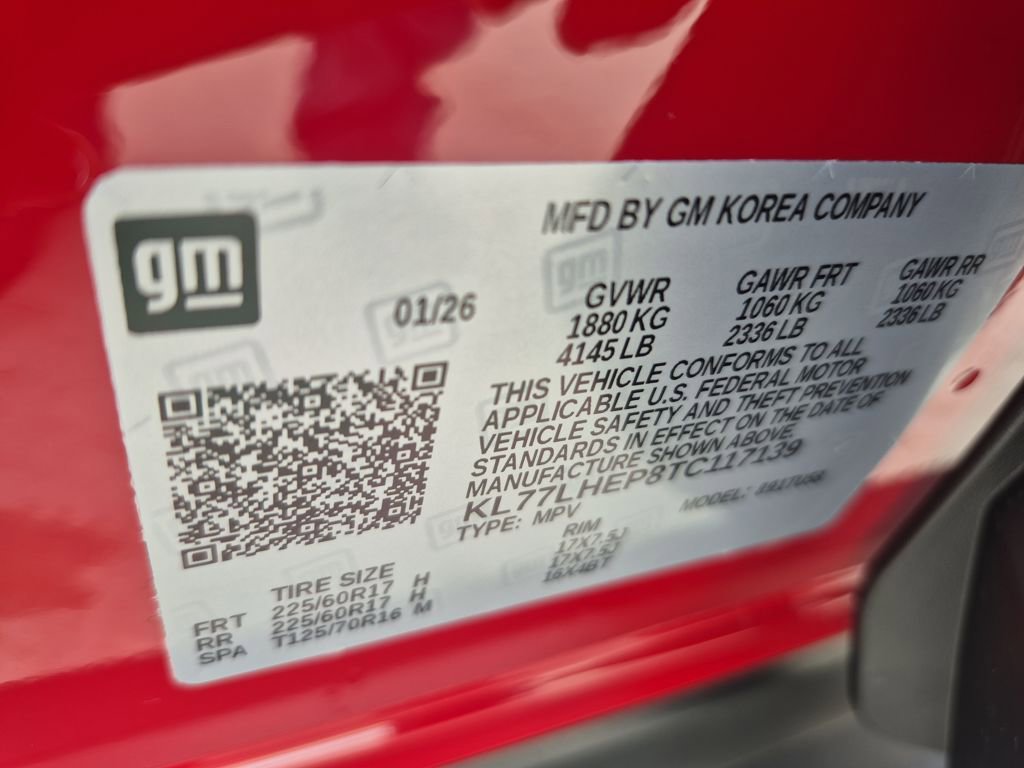 gm
MFD BY GM KOREA COMPANY
01/26
GVWR GAWR FRT GAWR RR
1880 KG 1060 KG 1060 KG
4145 LB 2336 LB 2336 LB
THIS VEHICLE CONFORMS TO ALL
APPLICABLE U.S. FEDERAL MOTOR
VEHICLE SAFETY AND THEFT PREVENTION
STANDARDS IN EFFECT ON THE DATE OF
MANUFACTURE SHOWN ABOVE.
KL77LHEP8TC117139
TYPE: MPV MODEL:
TIRE SIZE RIM
FRT 225/60R17 H 17X7.5J
RR 225/60R17 H 17X7.5J
SPA T125/70R16 M 16X4BT